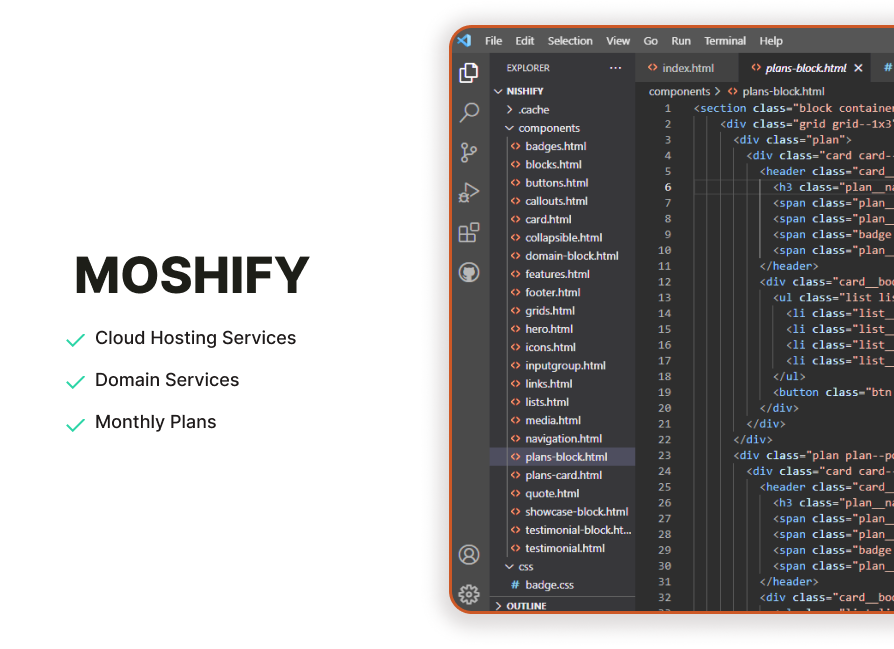 MOSHIFY
Cloud Hosting Services
Domain Services
Monthly Plans
File Edit Selection View Go Run Terminal Help
EXPLORER ...
NISHIFY
.cache
components
badges.html
blocks.html
buttons.html
callouts.html
card.html
collapsible.html
domain-block.html
features.html
footer.html
grids.html
hero.html
icons.html
inputgroup.html
links.html
lists.html
media.html
navigation.html
plans-block.html
plans-card.html
quote.html
showcase-block.html
testimonial-block.ht...
testimonial.html
css
# badge.css
OUTLINE
<> index.html <> plans-block.html × #
components > <> plans-block.html
1 <section class="block container
2 <div class="grid grid--1x3"
3 <div class="plan">
4 <div class="card card--
5 <header class="card__
6 <h3 class="plan__na
7 <span class="plan__
8 <span class="plan__
9 <span class="badge
10 <span class="plan__
11 </header>
12 <div class="card__bo
13 <ul class="list lis
14 <li class="list__
15 <li class="list__
16 <li class="list__
17 <li class="list__
18 </ul>
19 <button class="btn
20 </div>
21 </div>
22 </div>
23 <div class="plan plan--po
24 <div class="card card--
25 <header class="card__
26 <h3 class="plan__na
27 <span class="plan__
28 <span class="plan__
29 <span class="badge
30 <span class="plan__
31 </header>
32 <div class="card__bo